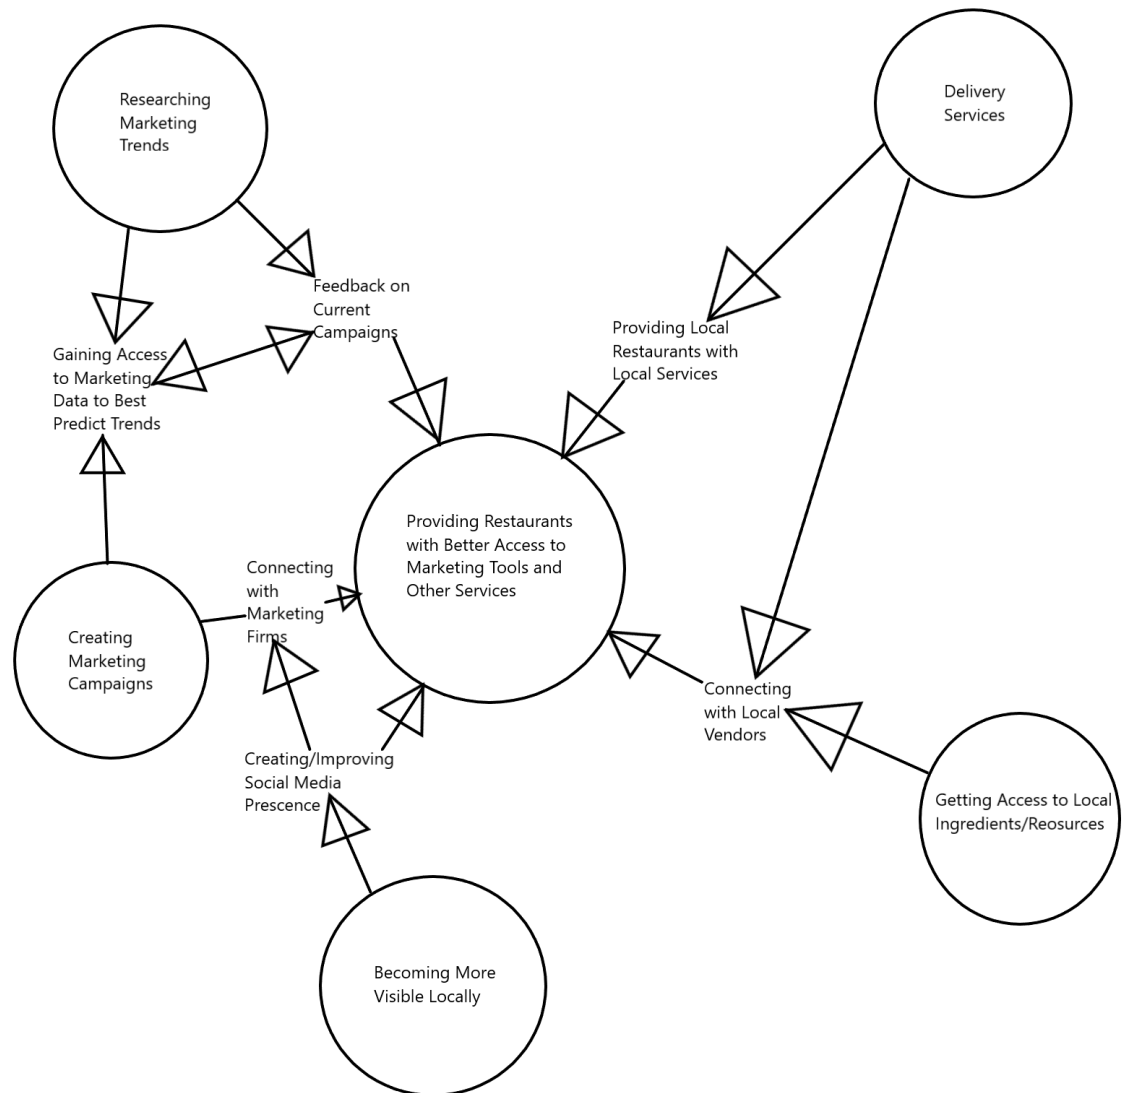 Researching
Marketing
Trends
Delivery
Services
Feedback on
Current
Campaigns
Providing Local
Restaurants with
Local Services
Gaining Access
to Marketing
Data to Best
Predict Trends
Providing Restaurants
with Better Access to
Marketing Tools and
Other Services
Connecting
with
Marketing
Firms
Creating
Marketing
Campaigns
Connecting
with Local
Vendors
Creating/Improving
Social Media
Prescence
Getting Access to Local
Ingredients/Reosurces
Becoming More
Visible Locally